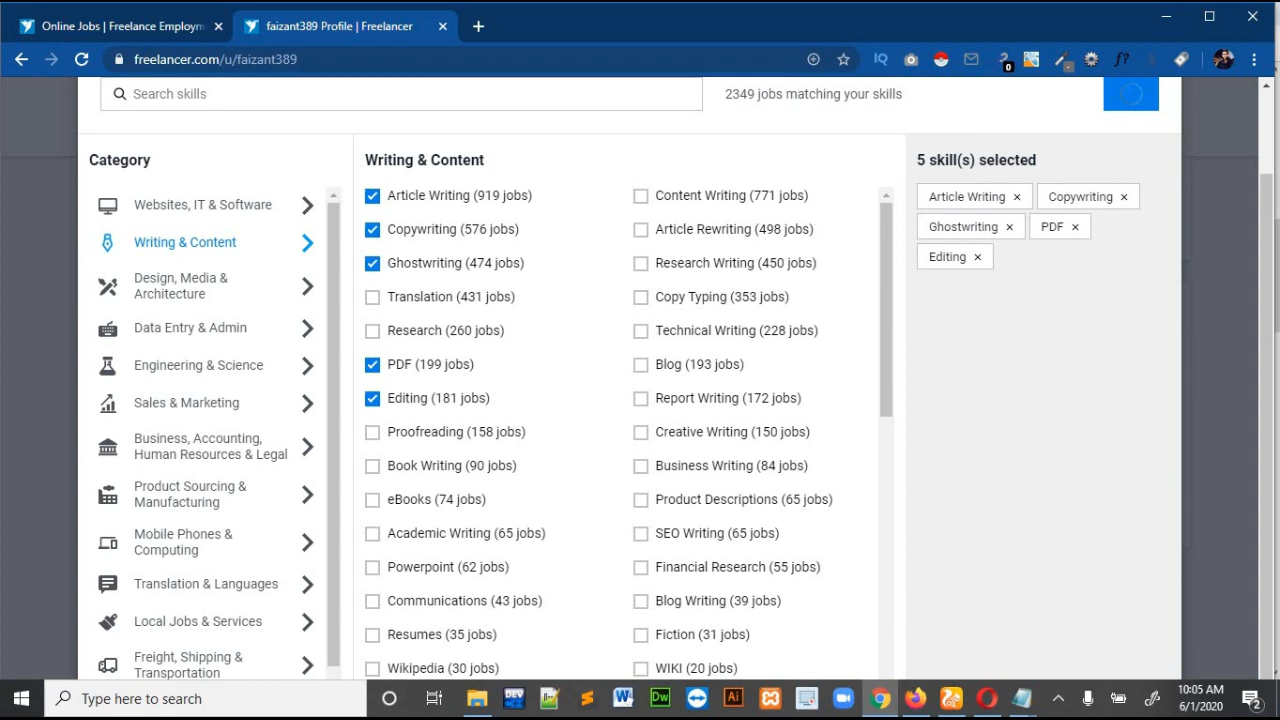 Online Jobs | Freelance Employm
faizant389 Profile | Freelancer
freelancer.com/u/faizant389
IQ
0
f?
Search skills
2349 jobs matching your skills
Category
Websites, IT & Software
Writing & Content
Design, Media &
Architecture
Data Entry & Admin
Engineering & Science
Sales & Marketing
Business, Accounting,
Human Resources & Legal
Product Sourcing &
Manufacturing
Mobile Phones &
Computing
Translation & Languages
Local Jobs & Services
Freight, Shipping &
Transportation
Writing & Content
Article Writing (919 jobs)
Content Writing (771 jobs)
Copywriting (576 jobs)
Article Rewriting (498 jobs)
Ghostwriting (474 jobs)
Research Writing (450 jobs)
Translation (431 jobs)
Copy Typing (353 jobs)
Research (260 jobs)
Technical Writing (228 jobs)
PDF (199 jobs)
Blog (193 jobs)
Editing (181 jobs)
Report Writing (172 jobs)
Proofreading (158 jobs)
Creative Writing (150 jobs)
Book Writing (90 jobs)
Business Writing (84 jobs)
eBooks (74 jobs)
Product Descriptions (65 jobs)
Academic Writing (65 jobs)
SEO Writing (65 jobs)
Powerpoint (62 jobs)
Financial Research (55 jobs)
Communications (43 jobs)
Blog Writing (39 jobs)
Resumes (35 jobs)
Fiction (31 jobs)
Wikipedia (30 jobs)
WIKI (20 jobs)
5 skill(s) selected
Article Writing ×
Copywriting ×
Ghostwriting ×
PDF ×
Editing ×
Type here to search
DEV
W
Dw
Ai
10:05 AM
6/1/2020
2